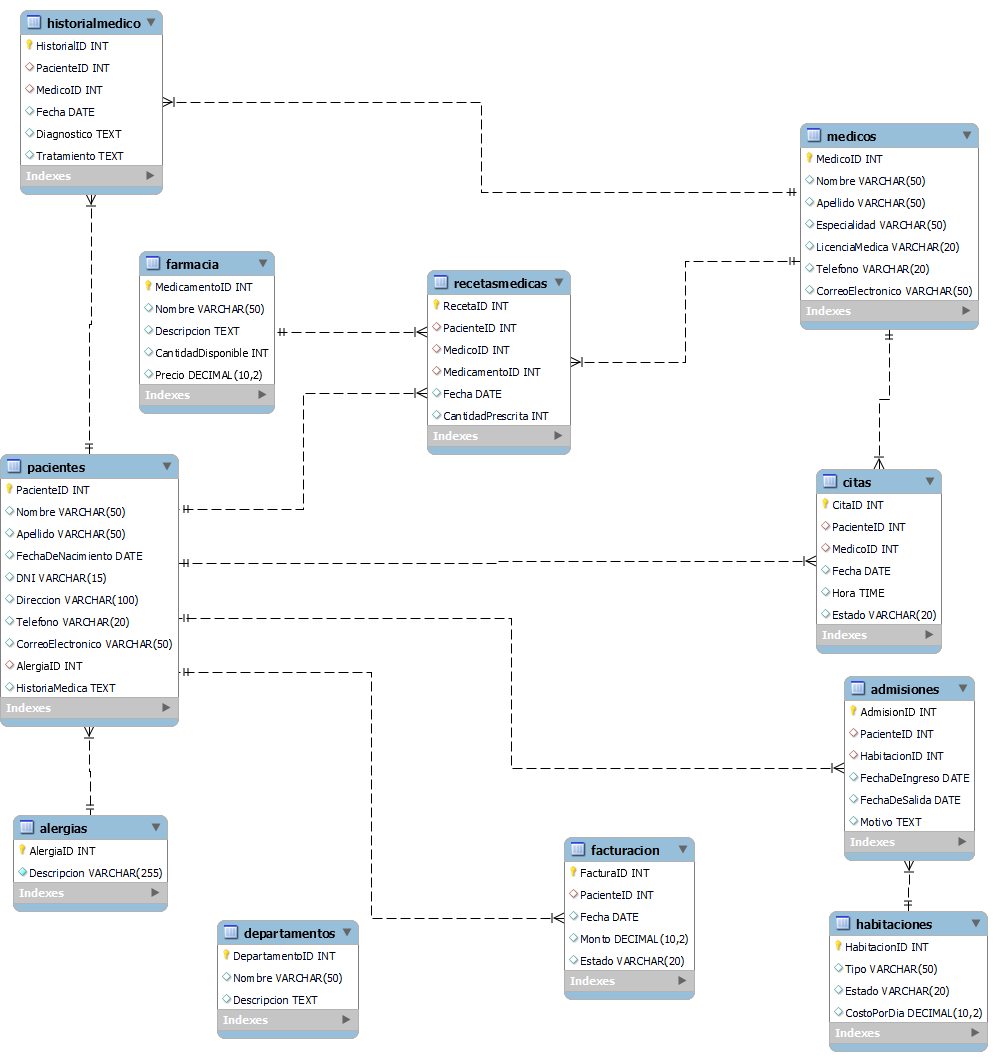 historialmedico
HistorialID INT
PacienteID INT
MedicoID INT
Fecha DATE
Diagnostico TEXT
Tratamiento TEXT
Indexes
medicos
MedicoID INT
Nombre VARCHAR(50)
Apellido VARCHAR(50)
Especialidad VARCHAR(50)
LicenciaMedica VARCHAR(20)
Telefono VARCHAR(20)
CorreoElectronico VARCHAR(50)
Indexes
farmacia
MedicamentoID INT
Nombre VARCHAR(50)
Descripcion TEXT
CantidadDisponible INT
Precio DECIMAL(10,2)
Indexes
recetasmedicas
RecetaID INT
PacienteID INT
MedicoID INT
MedicamentoID INT
Fecha DATE
CantidadPrescrita INT
Indexes
pacientes
PacienteID INT
Nombre VARCHAR(50)
Apellido VARCHAR(50)
FechaDeNacimiento DATE
DNI VARCHAR(15)
Direccion VARCHAR(100)
Telefono VARCHAR(20)
CorreoElectronico VARCHAR(50)
AlergiaID INT
HistoriaMedica TEXT
Indexes
citas
CitaID INT
PacienteID INT
MedicoID INT
Fecha DATE
Hora TIME
Estado VARCHAR(20)
Indexes
admisiones
AdmisionID INT
PacienteID INT
HabitacionID INT
FechaDeIngreso DATE
FechaDeSalida DATE
Motivo TEXT
Indexes
alergias
AlergiaID INT
Descripcion VARCHAR(255)
Indexes
facturacion
FacturaID INT
PacienteID INT
Fecha DATE
Monto DECIMAL(10,2)
Estado VARCHAR(20)
Indexes
departamentos
DepartamentoID INT
Nombre VARCHAR(50)
Descripcion TEXT
Indexes
habitaciones
HabitacionID INT
Tipo VARCHAR(50)
Estado VARCHAR(20)
CostoPorDia DECIMAL(10,2)
Indexes